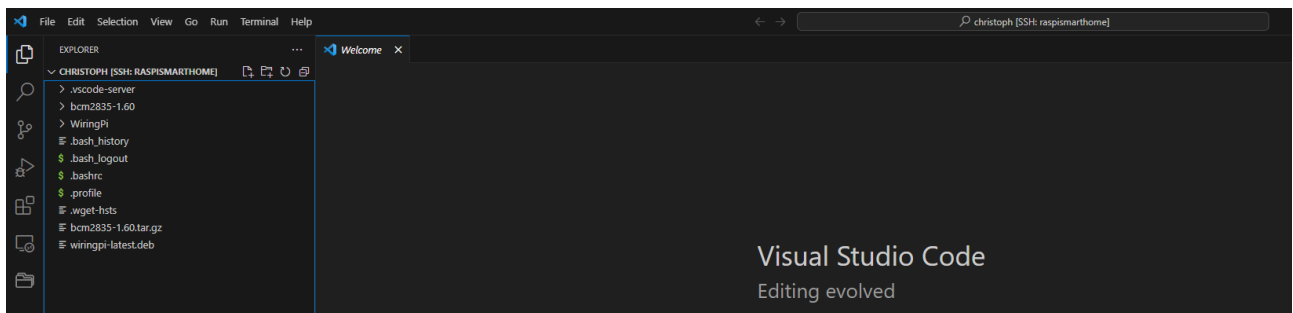 File Edit Selection View Go Run Terminal Help
christoph [SSH: raspismarthome]
EXPLORER
Welcome
CHRISTOPH [SSH: RASPISMARTHOME]
.vscode-server
bcm2835-1.60
WiringPi
.bash_history
.bash_logout
.bashrc
.profile
.wget-hsts
bcm2835-1.60.tar.gz
wiringpi-latest.deb
Visual Studio Code
Editing evolved